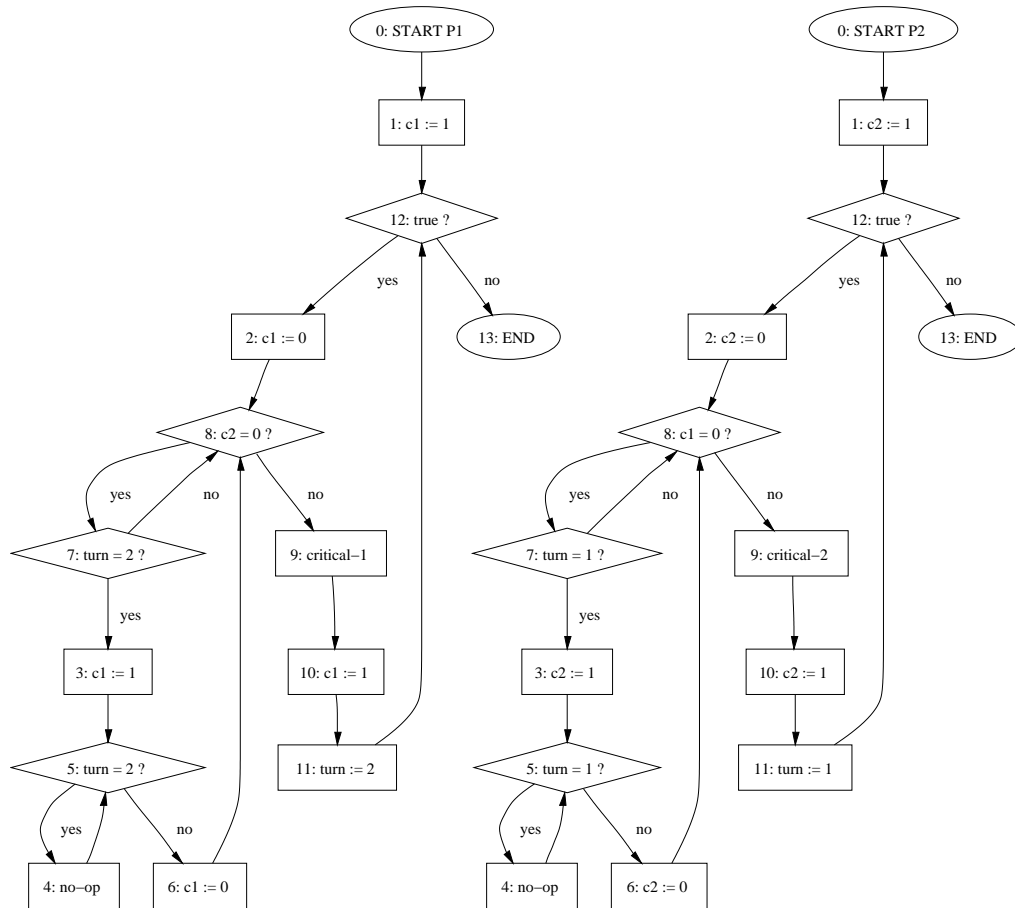 0: START P1
1: c1 := 1
12: true ?
yes
no
2: c1 := 0
13: END
8: c2 = 0 ?
yes
no
no
7: turn = 2 ?
9: critical−1
yes
3: c1 := 1
10: c1 := 1
5: turn = 2 ?
11: turn := 2
yes
no
4: no−op
6: c1 := 0
0: START P2
1: c2 := 1
12: true ?
yes
no
2: c2 := 0
13: END
8: c1 = 0 ?
yes
no
no
7: turn = 1 ?
9: critical−2
yes
3: c2 := 1
10: c2 := 1
5: turn = 1 ?
11: turn := 1
yes
no
4: no−op
6: c2 := 0